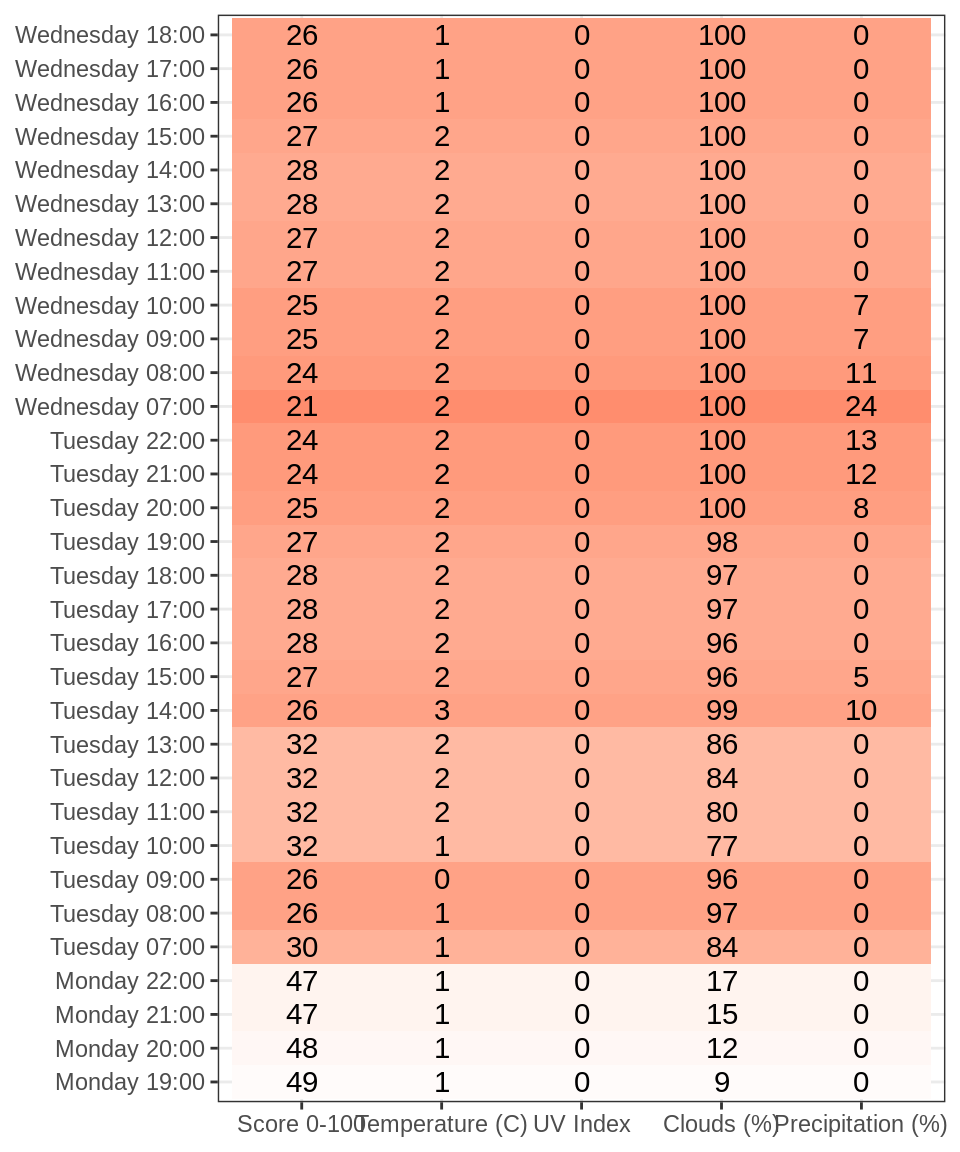 Wednesday 18:00 26 1 0 100 0
Wednesday 17:00 26 1 0 100 0
Wednesday 16:00 26 1 0 100 0
Wednesday 15:00 27 2 0 100 0
Wednesday 14:00 28 2 0 100 0
Wednesday 13:00 28 2 0 100 0
Wednesday 12:00 27 2 0 100 0
Wednesday 11:00 27 2 0 100 0
Wednesday 10:00 25 2 0 100 7
Wednesday 09:00 25 2 0 100 7
Wednesday 08:00 24 2 0 100 11
Wednesday 07:00 21 2 0 100 24
Tuesday 22:00 24 2 0 100 13
Tuesday 21:00 24 2 0 100 12
Tuesday 20:00 25 2 0 100 8
Tuesday 19:00 27 2 0 98 0
Tuesday 18:00 28 2 0 97 0
Tuesday 17:00 28 2 0 97 0
Tuesday 16:00 28 2 0 96 0
Tuesday 15:00 27 2 0 96 5
Tuesday 14:00 26 3 0 99 10
Tuesday 13:00 32 2 0 86 0
Tuesday 12:00 32 2 0 84 0
Tuesday 11:00 32 2 0 80 0
Tuesday 10:00 32 1 0 77 0
Tuesday 09:00 26 0 0 96 0
Tuesday 08:00 26 1 0 97 0
Tuesday 07:00 30 1 0 84 0
Monday 22:00 47 1 0 17 0
Monday 21:00 47 1 0 15 0
Monday 20:00 48 1 0 12 0
Monday 19:00 49 1 0 9 0
Score 0-100 Temperature (C) UV Index Clouds (%) Precipitation (%)